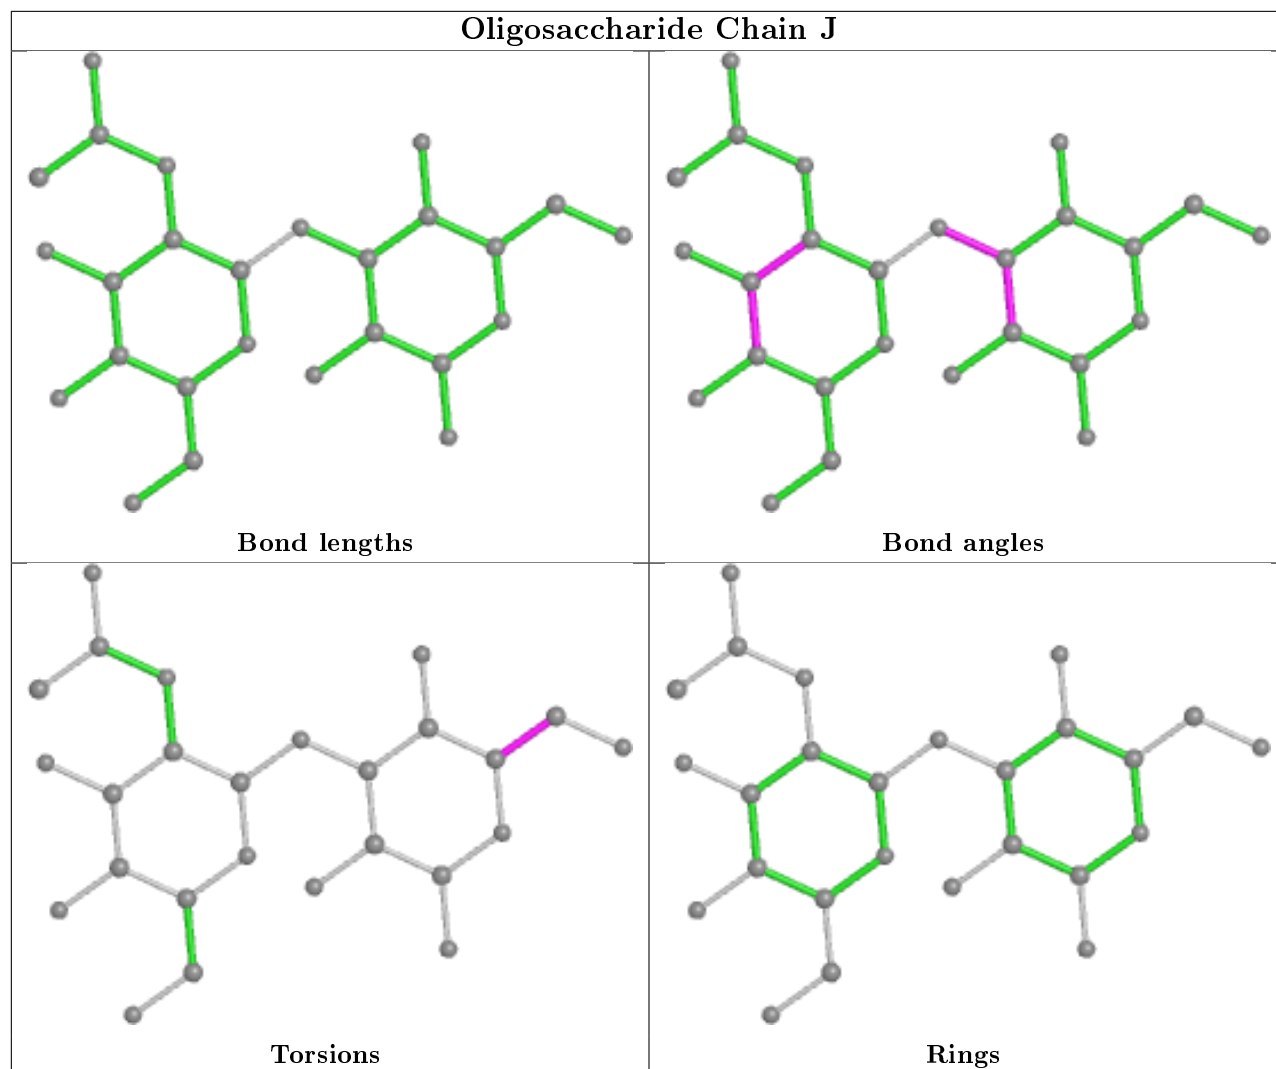 Oligosaccharide Chain J
Bond lengths
Bond angles
Torsions
Rings